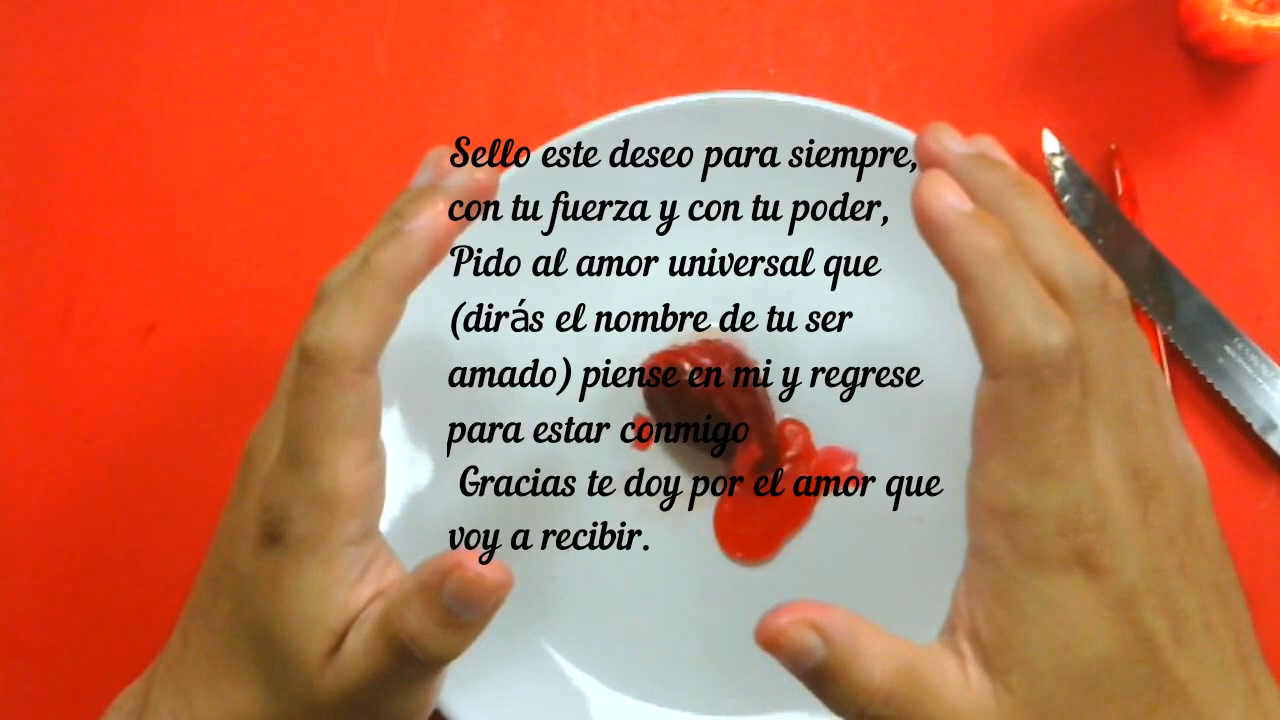 Sello este deseo para siempre,
con tu fuerza y con tu poder,
Pido al amor universal que
(dirás el nombre de tu ser
amado) piense en mi y regrese
para estar conmigo
Gracias te doy por el amor que
voy a recibir.